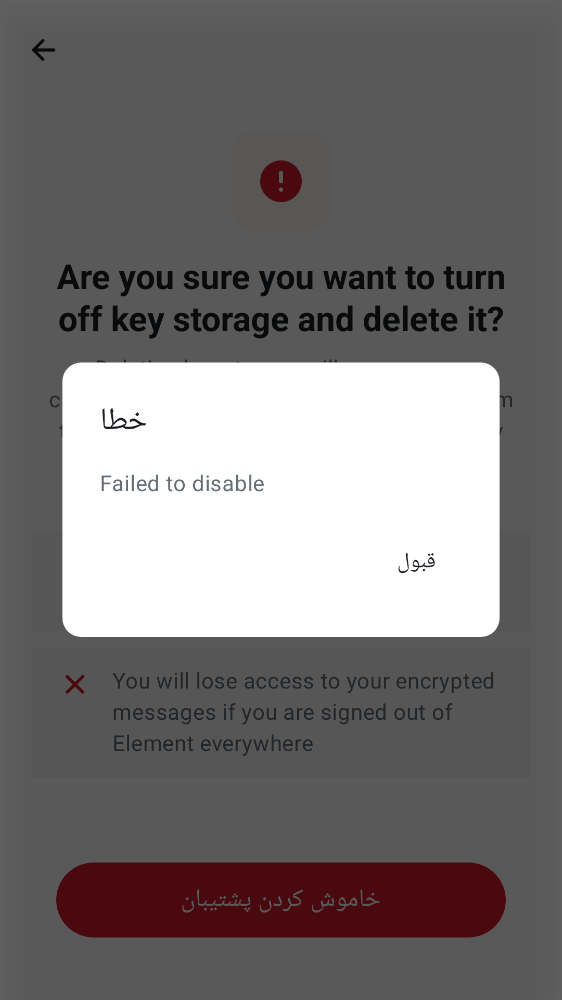 Are you sure you want to turn
off key storage and delete it?
خطا
Failed to disable
قبول
You will lose access to your encrypted
messages if you are signed out of
Element everywhere
خاموش کردن پشتیبان